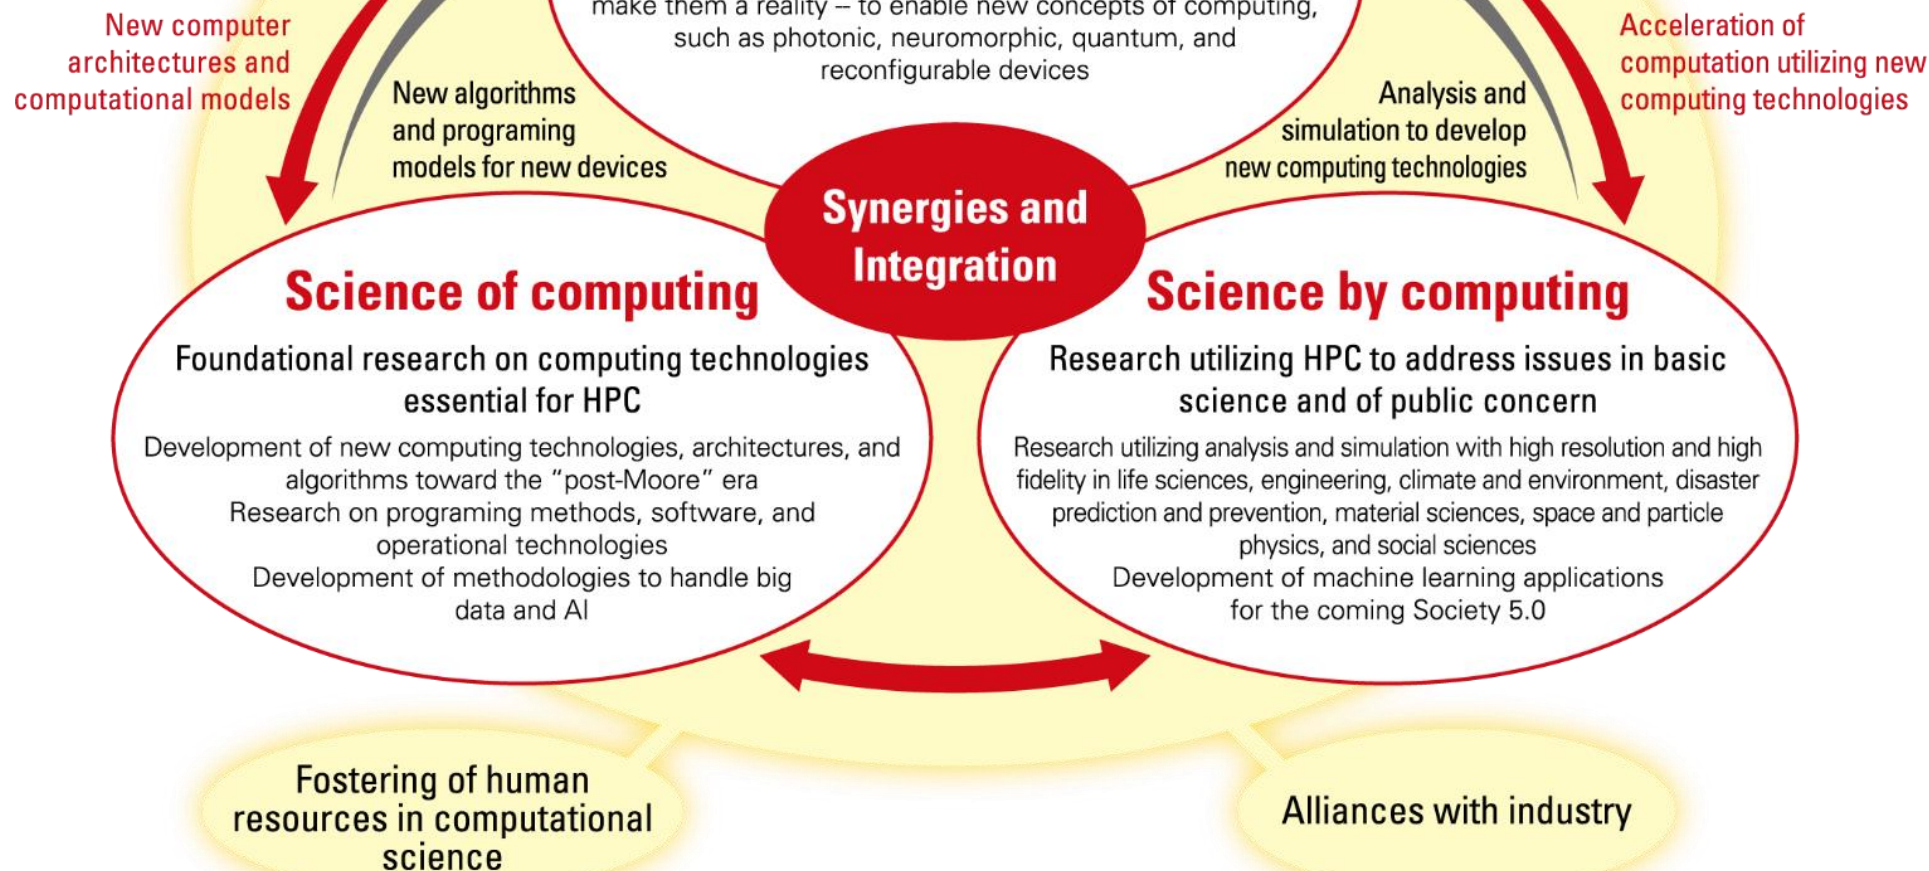 make them a reality – to enable new concepts of computing,
such as photonic, neuromorphic, quantum, and
reconfigurable devices
New computer
architectures and
computational models
New algorithms
and programing
models for new devices
Analysis and
simulation to develop
new computing technologies
Acceleration of
computation utilizing new
computing technologies
Synergies and
Integration
Science of computing
Foundational research on computing technologies
essential for HPC
Development of new computing technologies, architectures, and
algorithms toward the “post-Moore” era
Research on programing methods, software, and
operational technologies
Development of methodologies to handle big
data and AI
Science by computing
Research utilizing HPC to address issues in basic
science and of public concern
Research utilizing analysis and simulation with high resolution and high
fidelity in life sciences, engineering, climate and environment, disaster
prediction and prevention, material sciences, space and particle
physics, and social sciences
Development of machine learning applications
for the coming Society 5.0
Fostering of human
resources in computational
science
Alliances with industry